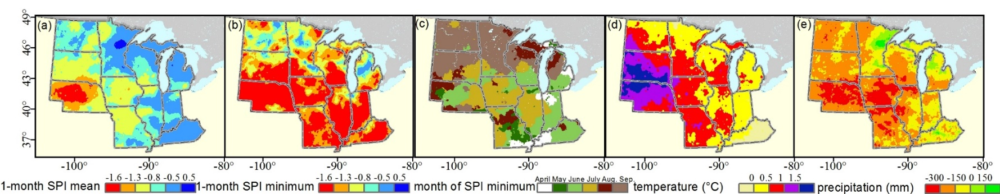 (a) (b) (c) (d) (e)
49°
46°
43°
40°
37°
-100° -90° -80° -100° -90° -80° -100° -90° -80° -100° -90° -80° -100° -90° -80°
-1.6 -1.3 -0.8 -0.5 0.5 -1.6 -1.3 -0.8 -0.5 0.5 April May June July Aug. Sep. 0 0.5 1 1.5 -300 -150 0 150
1-month SPI mean 1-month SPI minimum month of SPI minimum temperature (°C) precipitation (mm)